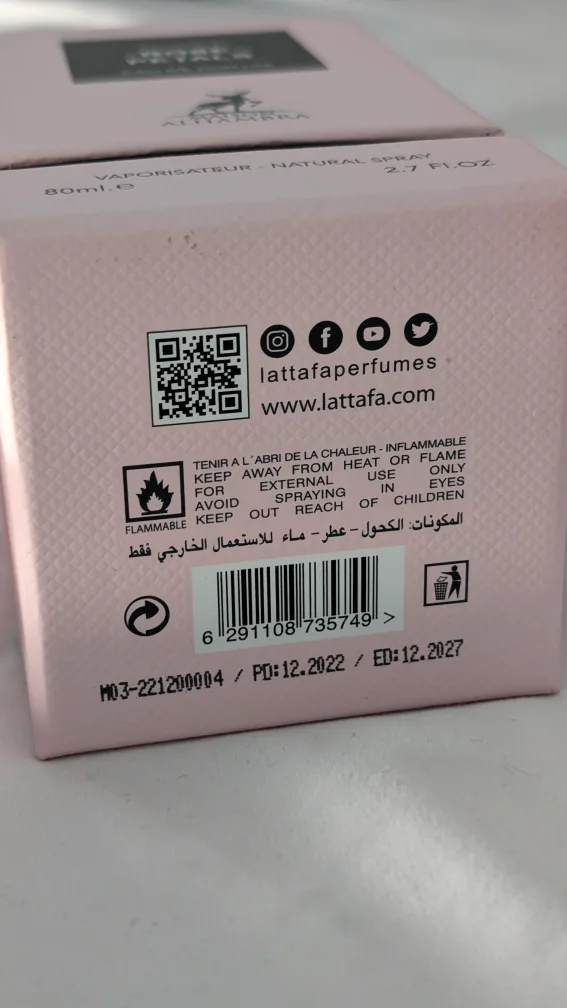 ROSE
PETALS
MAISON
ALHAMBRA
VAPORISATEUR - NATURAL SPRAY
80ml.e 2.7 Fl.OZ
lattafaperfumes
www.lattafa.com
TENIR A L´ABRI DE LA CHALEUR - INFLAMMABLE
KEEP AWAY FROM HEAT OR FLAME
FOR EXTERNAL USE ONLY
AVOID SPRAYING IN EYES
KEEP OUT REACH OF CHILDREN
FLAMMABLE
المكونات: الكحول – عطر – ماء للاستعمال الخارجي فقط
6 291108 735749 >
M03-221200004 / PD:12.2022 / ED:12.2027